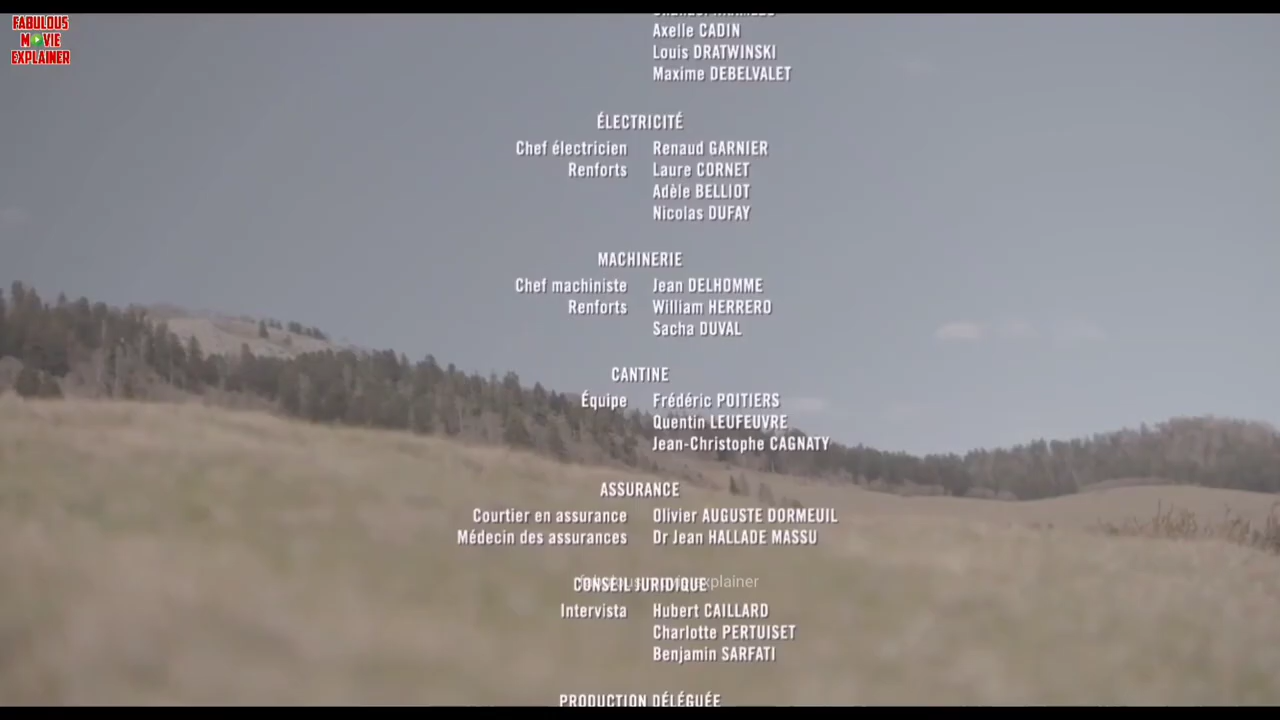 FABULOUS
MOVIE
EXPLAINER
Axelle CADIN
Louis DRATWINSKI
Maxime DEBELVALET
ÉLECTRICITÉ
Chef électricien Renaud GARNIER
Renforts Laure CORNET
Adèle BELLIOT
Nicolas DUFAY
MACHINERIE
Chef machiniste Jean DELHOMME
Renforts William HERRERO
Sacha DUVAL
CANTINE
Équipe Frédéric POITIERS
Quentin LEUFEUVRE
Jean-Christophe CAGNATY
ASSURANCE
Courtier en assurance Olivier AUGUSTE DORMEUIL
Médecin des assurances Dr Jean HALLADE MASSU
CONSEIL JURIDIQUE
explainer
Intervista Hubert CAILLARD
Charlotte PERTUISET
Benjamin SARFATI
PRODUCTION DÉLÉGUÉE